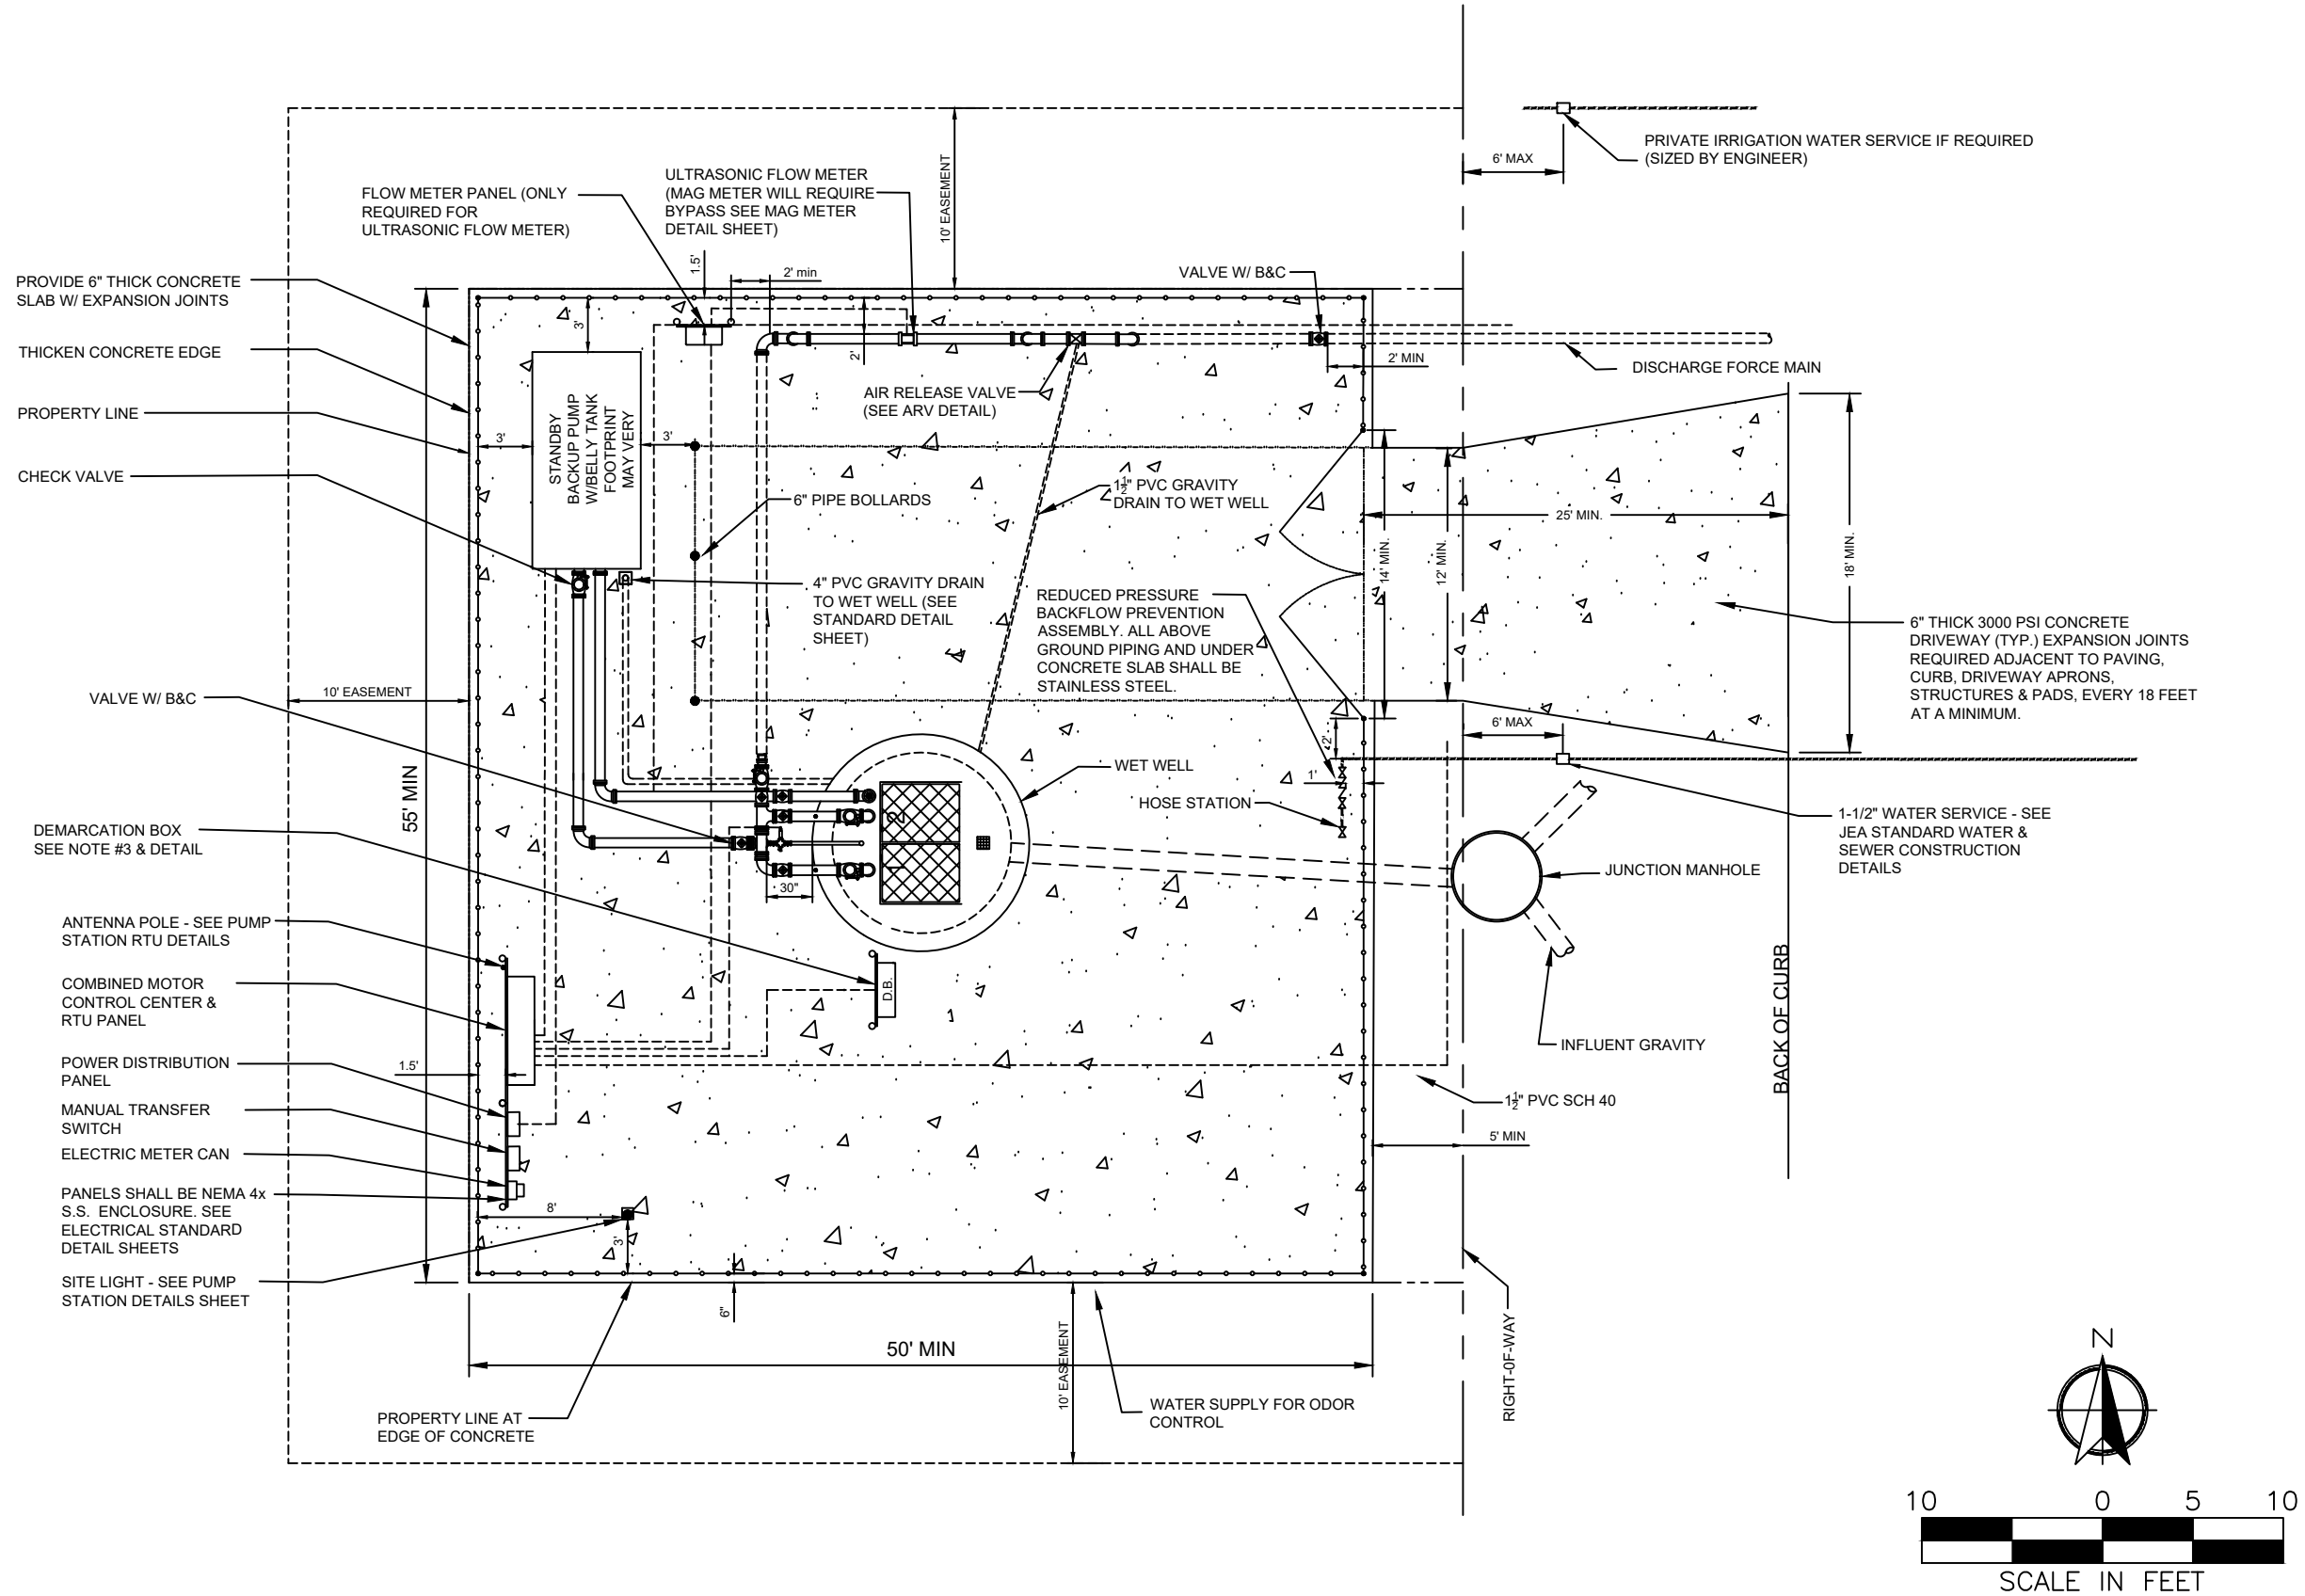 PRIVATE IRRIGATION WATER SERVICE IF REQUIRED
(SIZED BY ENGINEER)
6' MAX
10' EASEMENT
ULTRASONIC FLOW METER
(MAG METER WILL REQUIRE
BYPASS SEE MAG METER
DETAIL SHEET)
FLOW METER PANEL (ONLY
REQUIRED FOR
ULTRASONIC FLOW METER)
1.5'
2' min
VALVE W/ B&C
PROVIDE 6" THICK CONCRETE
SLAB W/ EXPANSION JOINTS
THICKEN CONCRETE EDGE
PROPERTY LINE
CHECK VALVE
3'
2'
2' MIN
DISCHARGE FORCE MAIN
AIR RELEASE VALVE
(SEE ARV DETAIL)
STANDBY
BACKUP PUMP
W/BELLY TANK
FOOTPRINT
MAY VERY
3'
3'
6" PIPE BOLLARDS
1½" PVC GRAVITY
DRAIN TO WET WELL
25' MIN.
14' MIN.
12' MIN.
18' MIN.
4" PVC GRAVITY DRAIN
TO WET WELL (SEE
STANDARD DETAIL
SHEET)
REDUCED PRESSURE
BACKFLOW PREVENTION
ASSEMBLY. ALL ABOVE
GROUND PIPING AND UNDER
CONCRETE SLAB SHALL BE
STAINLESS STEEL.
6" THICK 3000 PSI CONCRETE
DRIVEWAY (TYP.) EXPANSION JOINTS
REQUIRED ADJACENT TO PAVING,
CURB, DRIVEWAY APRONS,
STRUCTURES & PADS, EVERY 18 FEET
AT A MINIMUM.
10' EASEMENT
VALVE W/ B&C
6' MAX
2'
1'
WET WELL
HOSE STATION
55' MIN
2
1
30"
DEMARCATION BOX
SEE NOTE #3 & DETAIL
1-1/2" WATER SERVICE - SEE
JEA STANDARD WATER &
SEWER CONSTRUCTION
DETAILS
JUNCTION MANHOLE
ANTENNA POLE - SEE PUMP
STATION RTU DETAILS
COMBINED MOTOR
CONTROL CENTER &
RTU PANEL
D.B.
BACK OF CURB
INFLUENT GRAVITY
POWER DISTRIBUTION
PANEL
1.5'
1½" PVC SCH 40
MANUAL TRANSFER
SWITCH
5' MIN
ELECTRIC METER CAN
PANELS SHALL BE NEMA 4x
S.S. ENCLOSURE. SEE
ELECTRICAL STANDARD
DETAIL SHEETS
8'
3'
SITE LIGHT - SEE PUMP
STATION DETAILS SHEET
6"
50' MIN
10' EASEMENT
RIGHT-0F-WAY
PROPERTY LINE AT
EDGE OF CONCRETE
WATER SUPPLY FOR ODOR
CONTROL
N
10 0 5 10
SCALE IN FEET